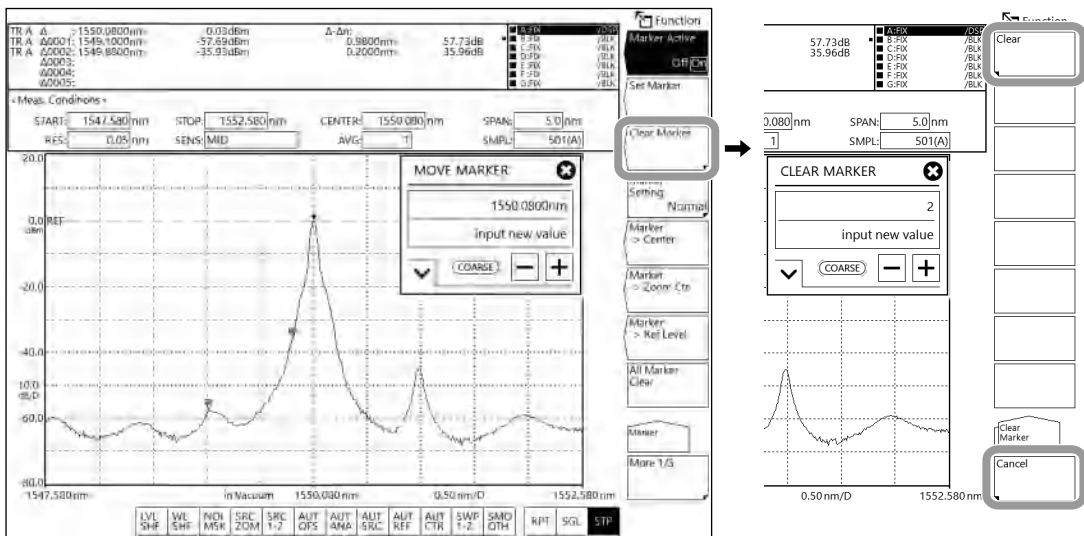 Function
TR A Δ :1550.0800nm 0.03dBm Δ-Δn:
TR A Δ0001: 1549.1000nm -57.69dBm 0.9800nm 57.73dB
TR A Δ0002: 1549.8800nm -35.93dBm 0.2000nm 35.96dB
Δ0003:
Δ0004:
Δ0005:
A:FIX /DSP
B:FIX /BLK
C:FIX /BLK
D:FIX /BLK
E:FIX /BLK
F:FIX /BLK
G:FIX /BLK
<Meas. Conditions>
START: 1547.580 nm STOP: 1552.580 nm CENTER: 1550.080 nm SPAN: 5.0 nm
RES: 0.05 nm SENS: MID AVG: 1 SMPL: 501(A)
20.0
0.0 REF
dBm
-20.0
-40.0
10.0
dB/D
-60.0
-80.0
1547.580nm in Vacuum 1550.080 nm 0.50 nm/D 1552.580 nm
MOVE MARKER
1550.0800nm
input new value
COARSE
Marker Active
Off On
Set Marker
Clear Marker
Marker
Setting
Normal
Marker
-> Center
Marker
-> Zoom Ctr
Marker
-> Ref Level
All Marker
Clear
Marker
More 1/3
LVL SHF
WL SHF
NOI MSK
SRC ZOM
SRC 1-2
AUT OFS
AUT ANA
AUT SRC
AUT REF
AUT CTR
SWP 1-2
SMO OTH
RPT
SGL
STP
Function
57.73dB
35.96dB
A:FIX /DSP
B:FIX /BLK
C:FIX /BLK
D:FIX /BLK
E:FIX /BLK
F:FIX /BLK
G:FIX /BLK
0.080 nm SPAN: 5.0 nm
1 SMPL: 501(A)
CLEAR MARKER
2
input new value
COARSE
0.50 nm/D 1552.580 nm
Clear
Clear
Marker
Cancel